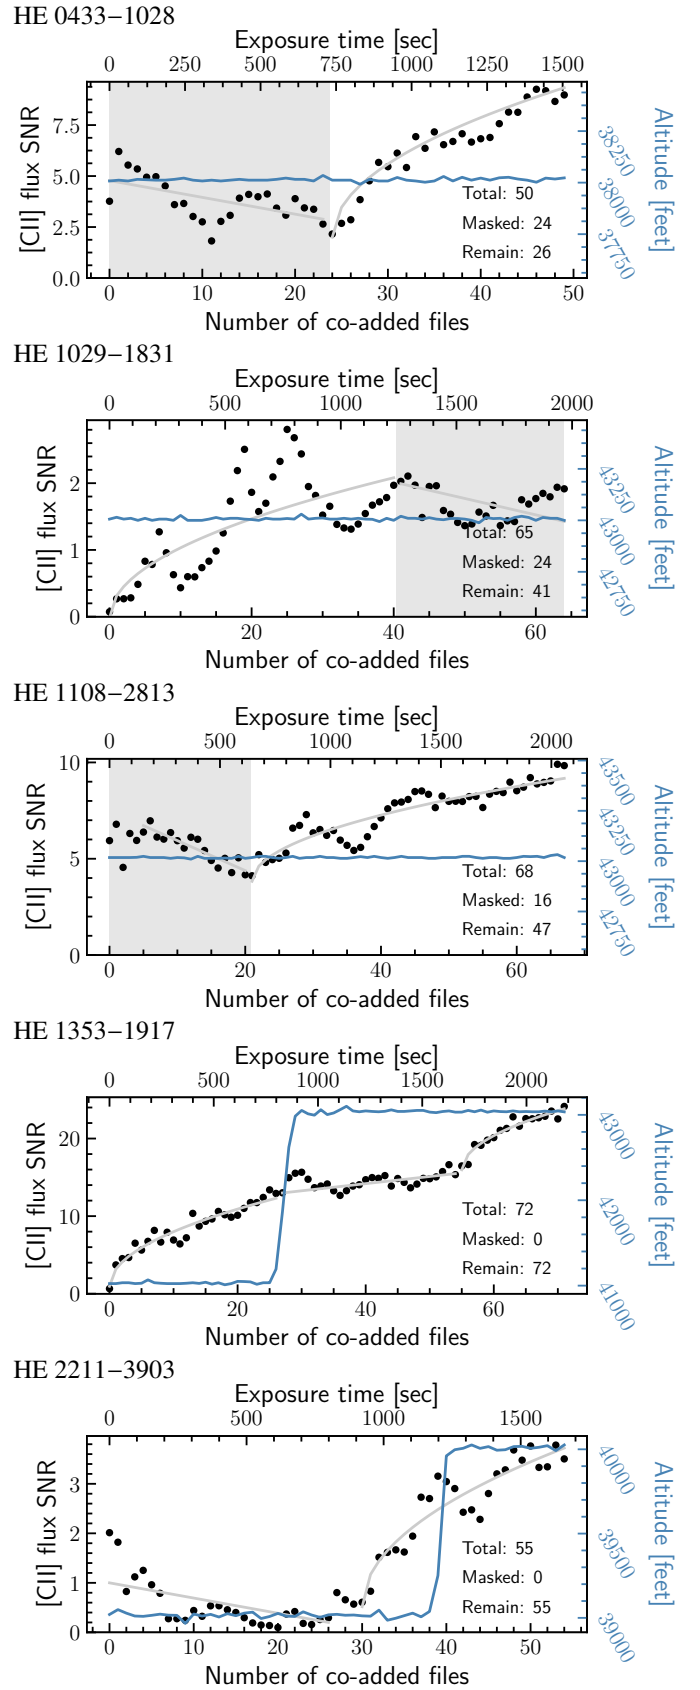 HE 0433−1028
Exposure time [sec]
0 250 500 750 1000 1250 1500
[CII] flux SNR
7.5
5.0
2.5
0.0
Altitude [feet]
38250
38000
37750
Total: 50
Masked: 24
Remain: 26
0 10 20 30 40 50
Number of co-added files
HE 1029−1831
Exposure time [sec]
0 500 1000 1500 2000
[CII] flux SNR
2
1
0
Altitude [feet]
43250
43000
42750
Total: 65
Masked: 24
Remain: 41
0 20 40 60
Number of co-added files
HE 1108−2813
Exposure time [sec]
0 500 1000 1500 2000
[CII] flux SNR
10
5
0
Altitude [feet]
43500
43250
43000
42750
Total: 68
Masked: 16
Remain: 47
0 20 40 60
Number of co-added files
HE 1353−1917
Exposure time [sec]
0 500 1000 1500 2000
[CII] flux SNR
20
10
0
Altitude [feet]
43000
42000
41000
Total: 72
Masked: 0
Remain: 72
0 20 40 60
Number of co-added files
HE 2211−3903
Exposure time [sec]
0 500 1000 1500
[CII] flux SNR
3
2
1
0
Altitude [feet]
40000
39500
39000
Total: 55
Masked: 0
Remain: 55
0 10 20 30 40 50
Number of co-added files